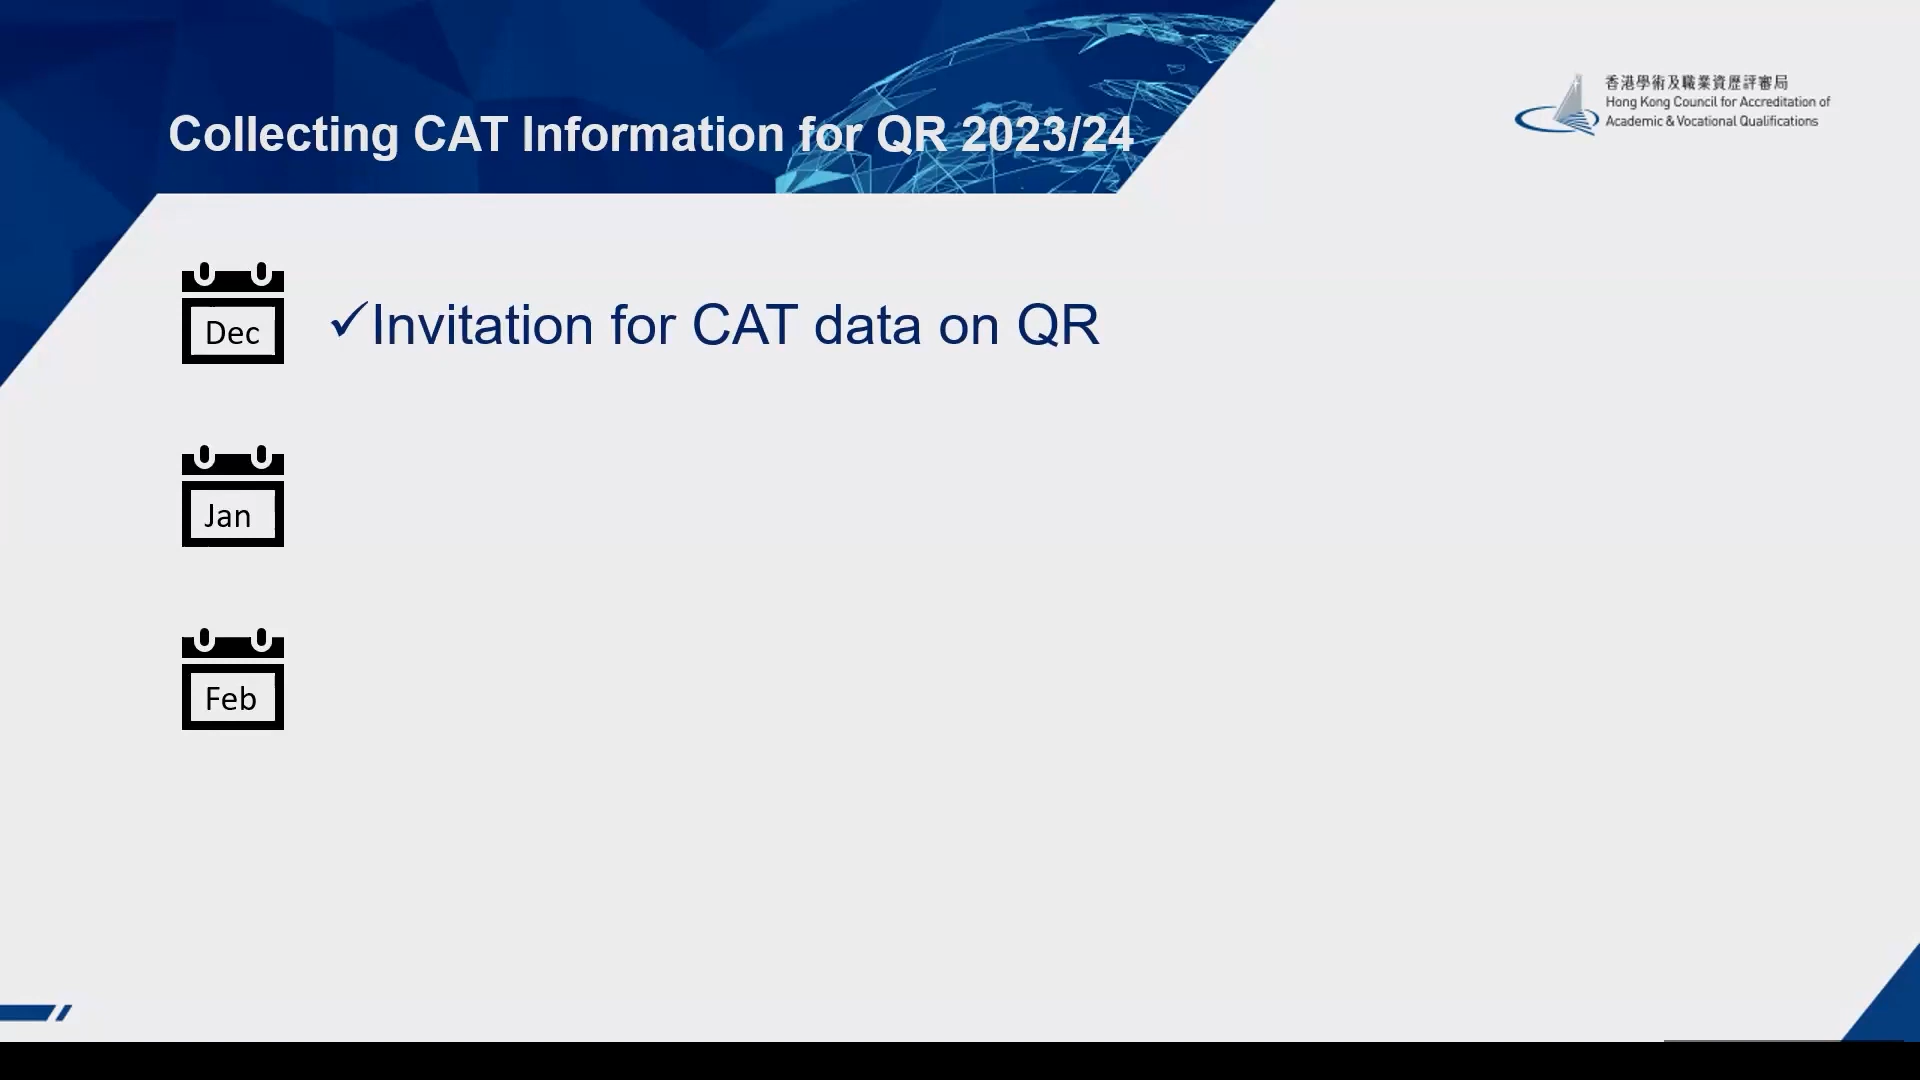 Collecting CAT Information for QR 2023/24
香港學術及職業資歷評審局
Hong Kong Council for Accreditation of
Academic & Vocational Qualifications
Dec
✓Invitation for CAT data on QR
Jan
Feb